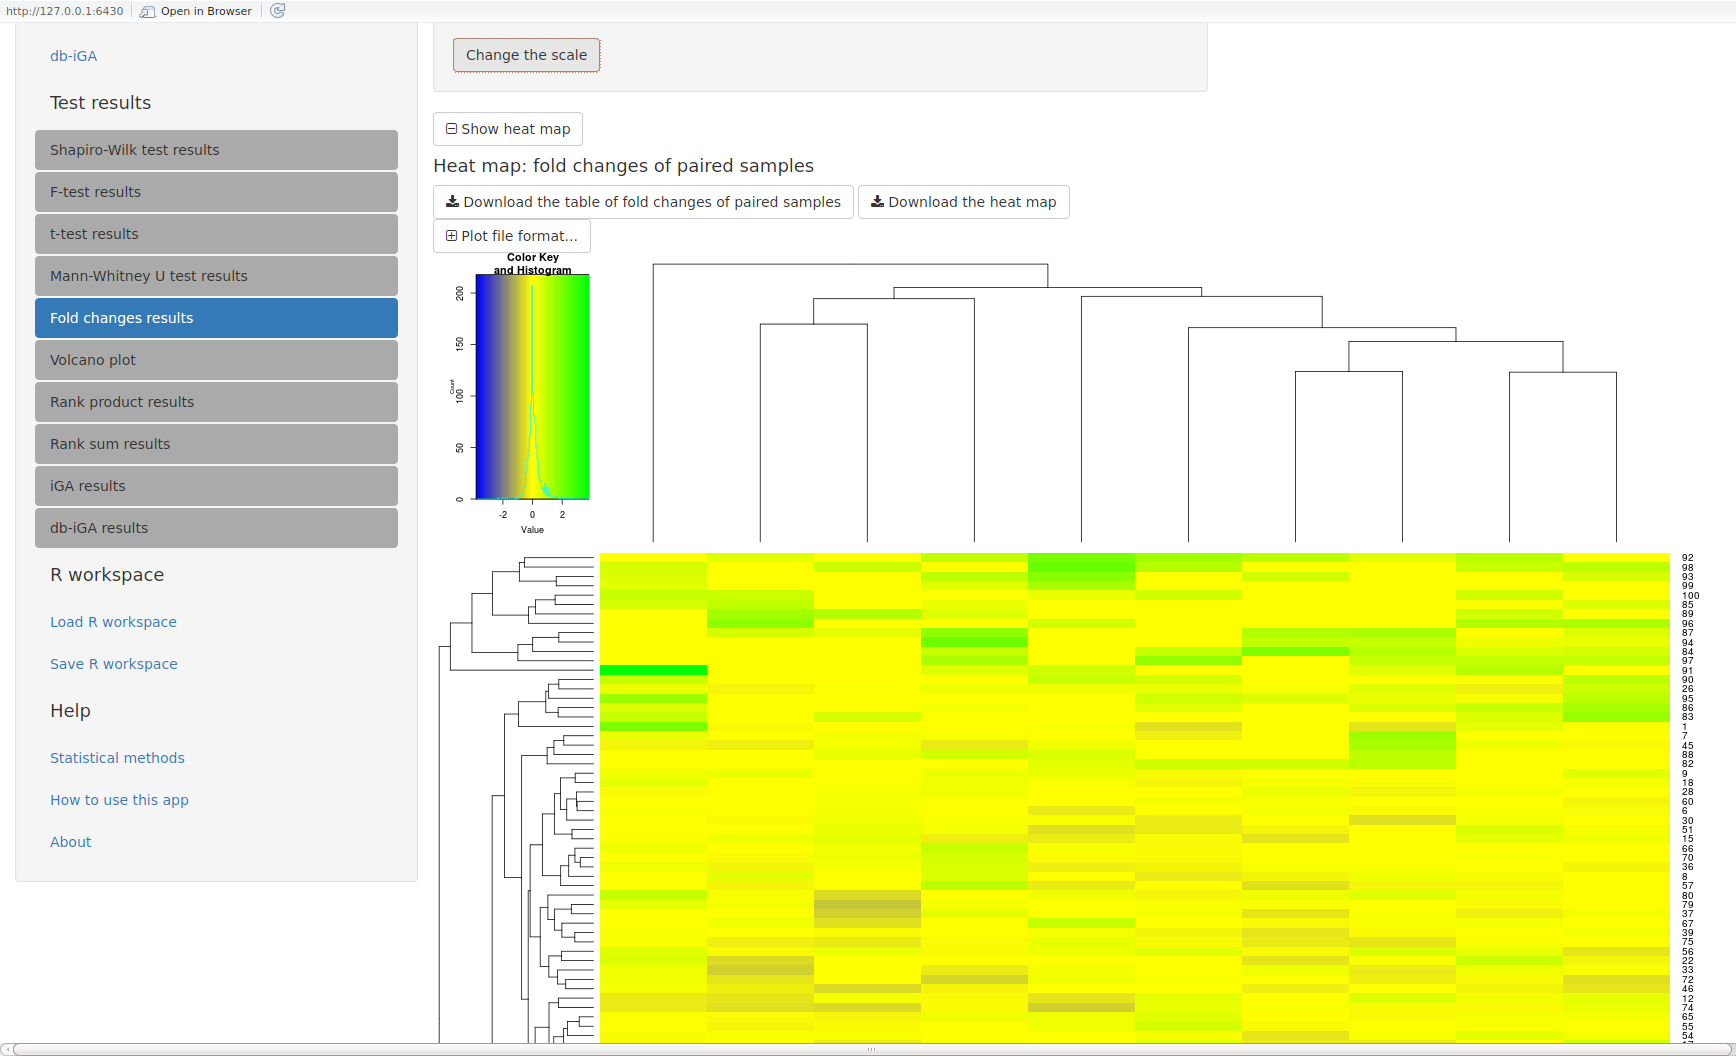 http://127.0.0.1:6430 Open in Browser
db-iGA
Test results
Shapiro-Wilk test results
F-test results
t-test results
Mann-Whitney U test results
Fold changes results
Volcano plot
Rank product results
Rank sum results
iGA results
db-iGA results
R workspace
Load R workspace
Save R workspace
Help
Statistical methods
How to use this app
About
Change the scale
Show heat map
Heat map: fold changes of paired samples
Download the table of fold changes of paired samples Download the heat map
Plot file format...
Color Key
and Histogram
Count
200
150
100
50
0
-2 0 2
Value
92
98
93
99
100
85
89
96
87
94
84
97
91
90
26
95
86
83
1
7
45
88
82
9
18
28
60
6
30
51
15
66
70
36
8
57
80
79
37
67
39
75
56
22
33
72
46
12
74
65
55
54